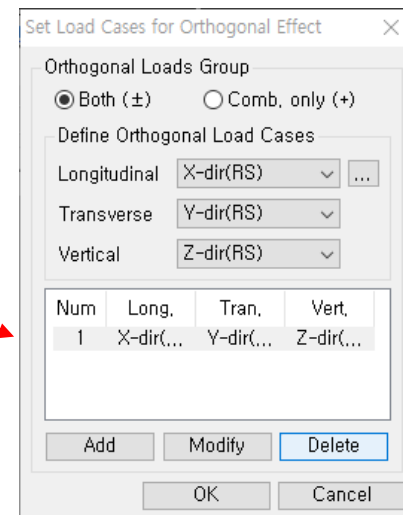 Set Load Cases for Orthogonal Effect
Orthogonal Loads Group
Both (±) Comb, only (+)
Define Orthogonal Load Cases
Longitudinal X-dir(RS) ...
Transverse Y-dir(RS)
Vertical Z-dir(RS)
Num Long, Tran, Vert,
1 X-dir(... Y-dir(... Z-dir(...
Add Modify Delete
OK Cancel